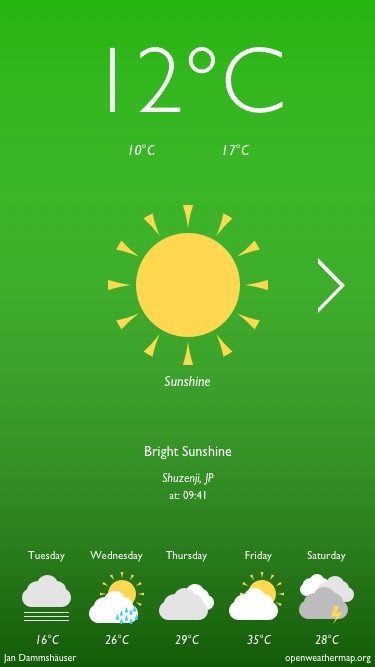 12°C
10°C 17°C
Sunshine
Bright Sunshine
Shuzenji, JP
at: 09:41
Tuesday Wednesday Thursday Friday Saturday
16°C 26°C 29°C 35°C 28°C
Jan Dammshäuser openweathermap.org